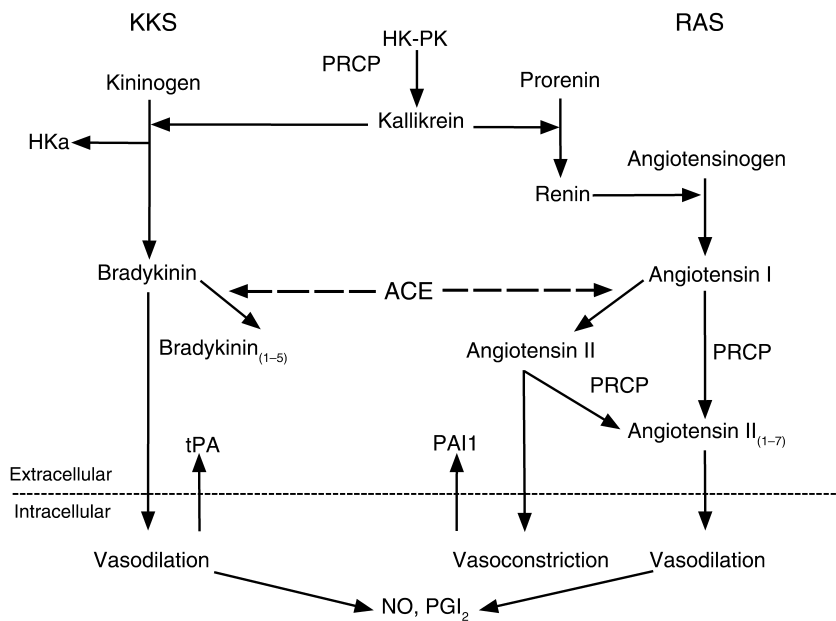 KKS
RAS
HK-PK
PRCP
Kininogen
Prorenin
Kallikrein
HKa
Angiotensinogen
Renin
Bradykinin
ACE
Angiotensin I
Bradykinin(1–5)
Angiotensin II
PRCP
PRCP
Angiotensin II(1–7)
tPA
PAI1
Extracellular
Intracellular
Vasodilation
Vasoconstriction
Vasodilation
NO, PGI2